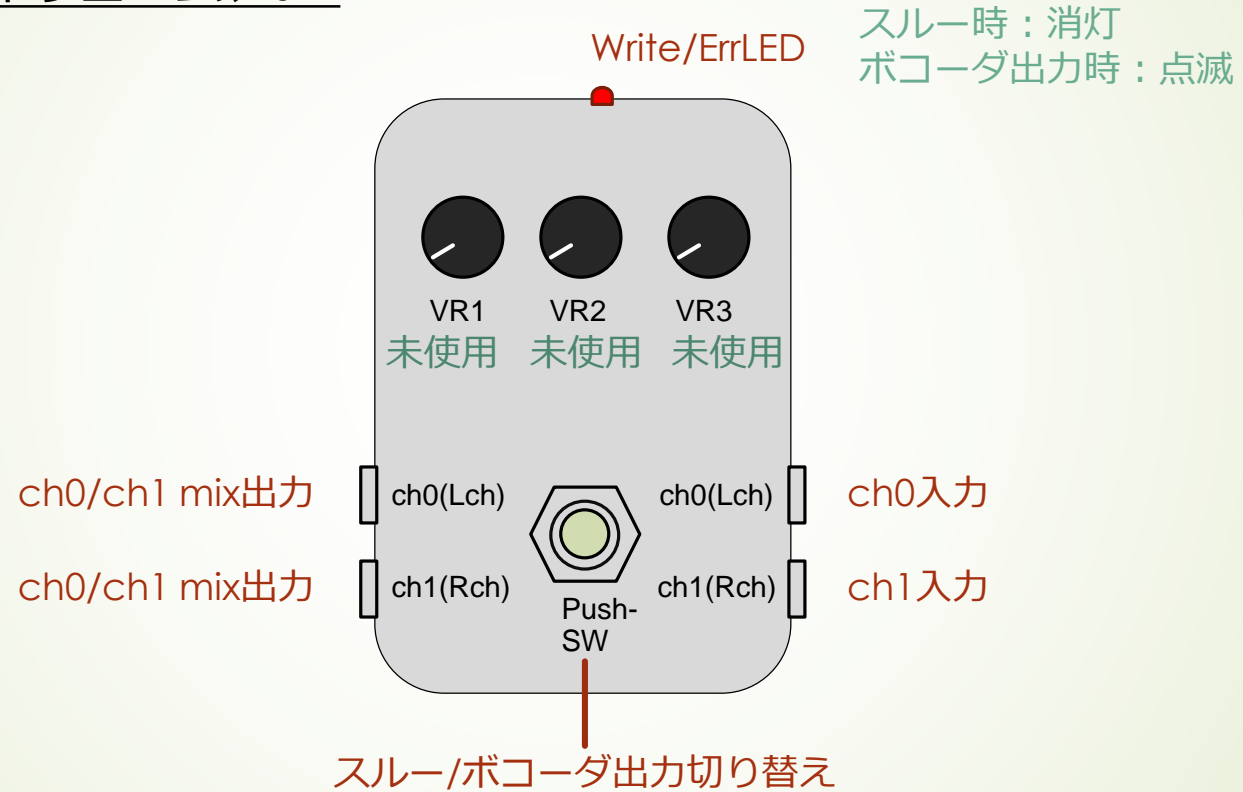 スルー時：消灯
Write/ErrLED
ボコーダ出力時：点滅
VR1 VR2 VR3
未使用 未使用 未使用
ch0/ch1 mix出力 ch0(Lch) ch0(Lch) ch0入力
ch0/ch1 mix出力 ch1(Rch) ch1(Rch) ch1入力
Push-
SW
スルー/ボコーダ出力切り替え